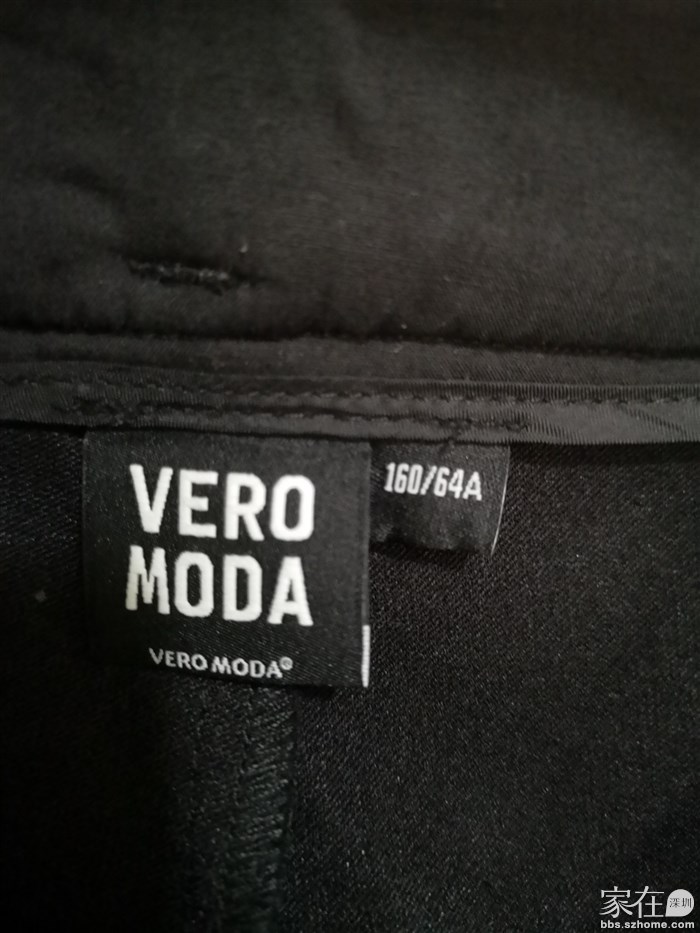 VERO
MODA
VERO MODA®
160/64A
家在深圳
bbs.szhome.com